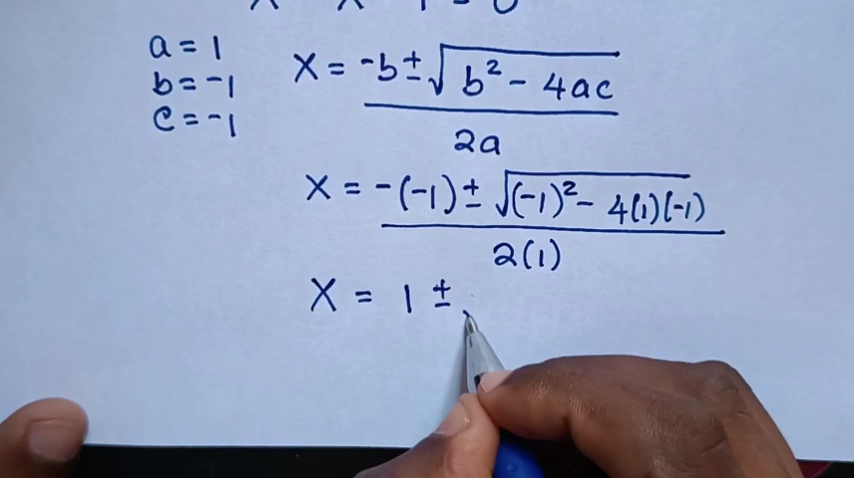 a = 1
b = -1
c = -1
X = -b ± √b² - 4ac
2a
X = -(-1) ± √(-1)² - 4(1)(-1)
2(1)
X = 1 ±